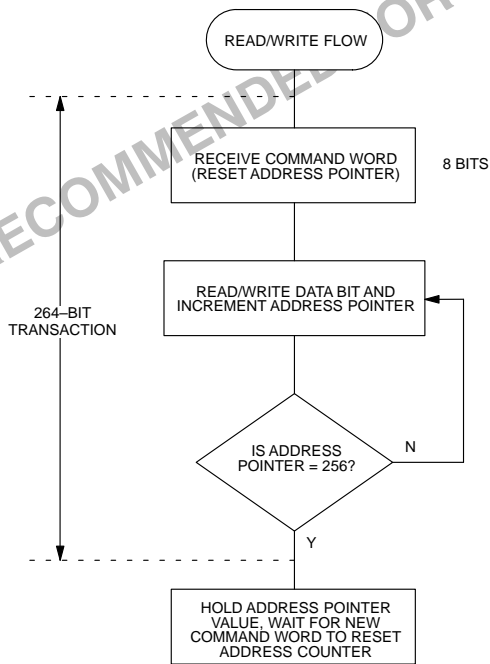 READ/WRITE FLOW
RECOMMENDED
RECEIVE COMMAND WORD
(RESET ADDRESS POINTER)
8 BITS
READ/WRITE DATA BIT AND
INCREMENT ADDRESS POINTER
264–BIT
TRANSACTION
IS ADDRESS
POINTER = 256?
N
Y
HOLD ADDRESS POINTER
VALUE, WAIT FOR NEW
COMMAND WORD TO RESET
ADDRESS COUNTER